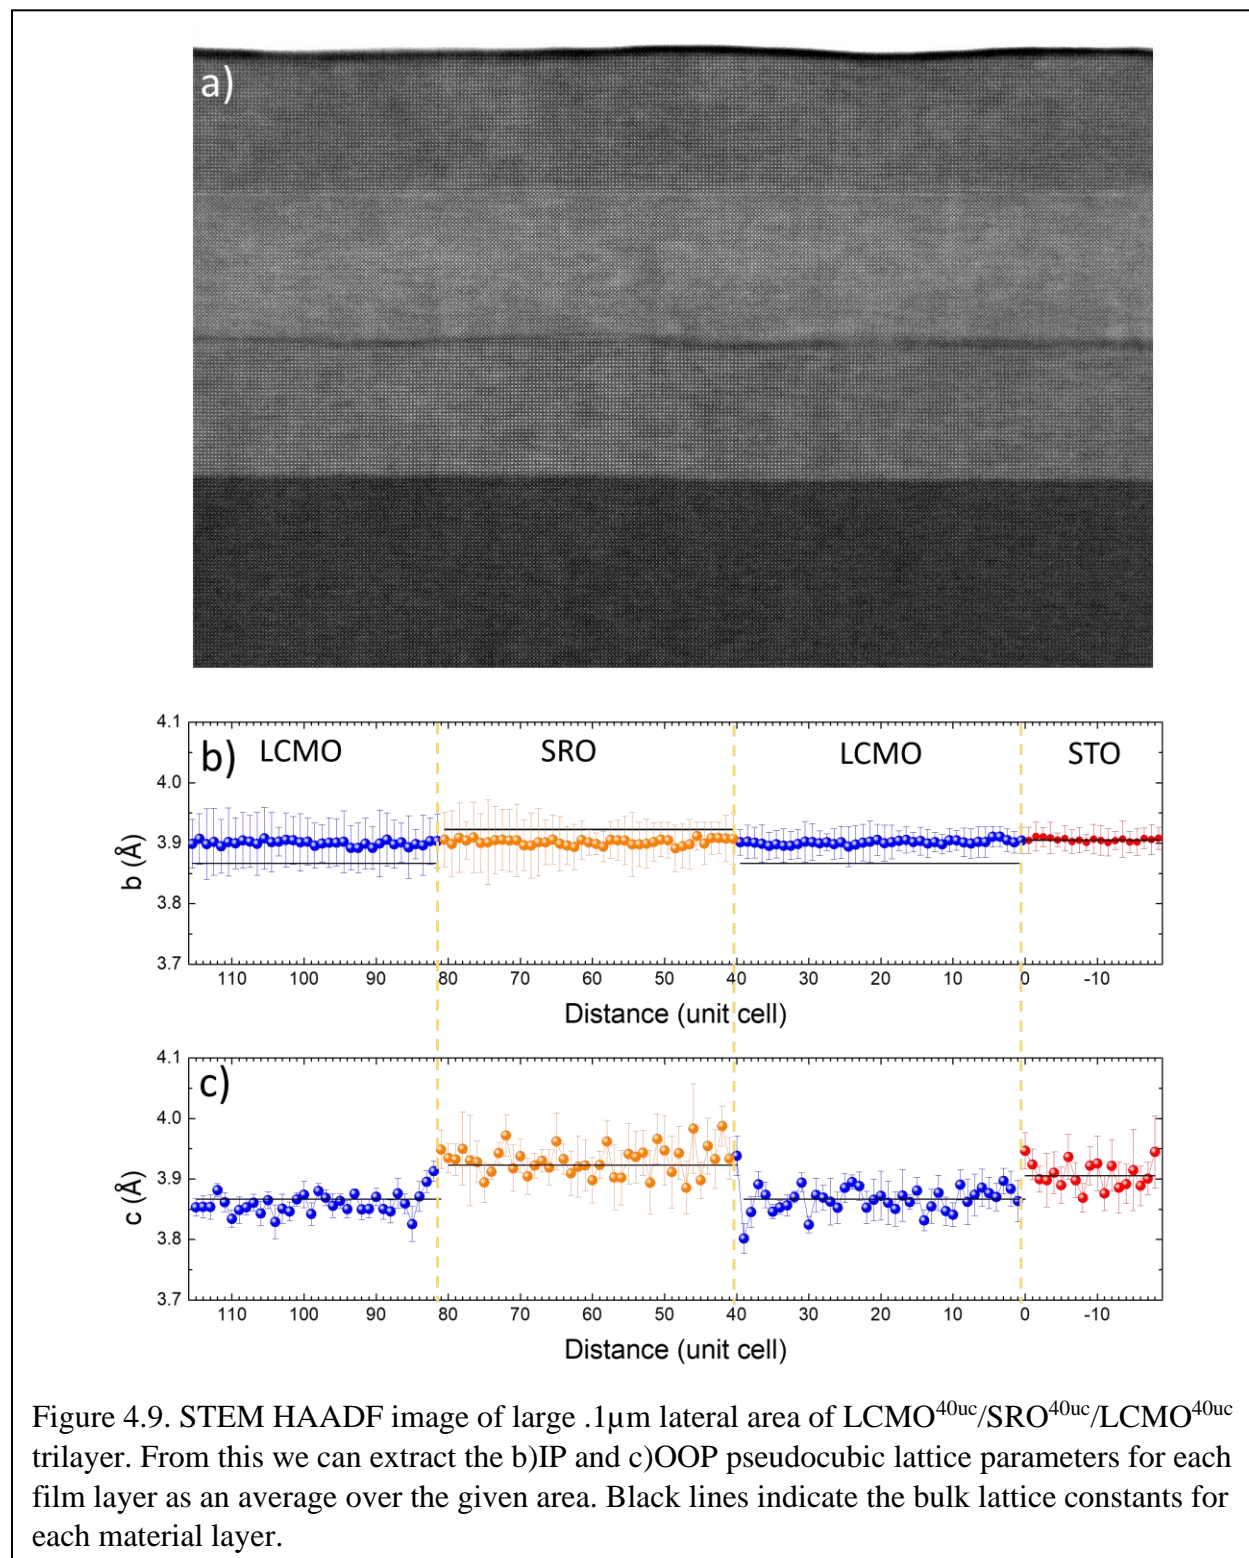 a)
4.1
4.0
3.9
3.8
3.7
b (Å)
b)
LCMO
SRO
LCMO
STO
110 100 90 80 70 60 50 40 30 20 10 0 -10
Distance (unit cell)
4.1
4.0
3.9
3.8
3.7
c (Å)
c)
110 100 90 80 70 60 50 40 30 20 10 0 -10
Distance (unit cell)
Figure 4.9. STEM HAADF image of large .1µm lateral area of LCMO⁴⁰ᵘᶜ/SRO⁴⁰ᵘᶜ/LCMO⁴⁰ᵘᶜ
trilayer. From this we can extract the b)IP and c)OOP pseudocubic lattice parameters for each
film layer as an average over the given area. Black lines indicate the bulk lattice constants for
each material layer.